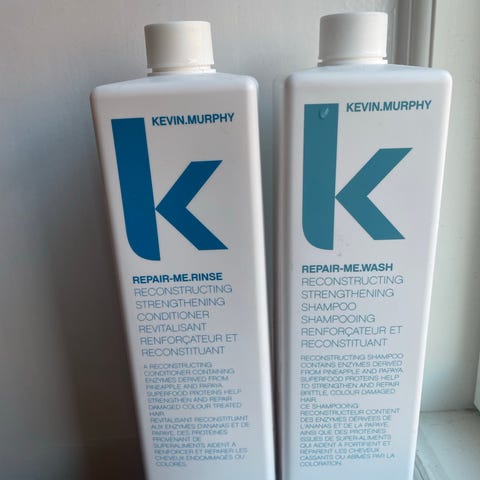 KEVIN.MURPHY
k
REPAIR-ME.RINSE
RECONSTRUCTING
STRENGTHENING
CONDITIONER
REVITALISANT
RENFORÇATEUR ET
RECONSTITUANT
A RECONSTRUCTING
CONDITIONER CONTAINING
ENZYMES DERIVED FROM
PINEAPPLE AND PAPAYA.
SUPERFOOD PROTEINS HELP
STRENGTHEN AND REPAIR
DAMAGED COLOUR TREATED
HAIR.
REVITALISANT RECONSTITUANT
AUX ENZYMES D'ANANAS ET DE
PAPAYE, DES PROTÉINES
PROVENANT DE
SUPERALIMENTS AIDENT À
RENFORCER ET RÉPARER LES
CHEVEUX ENDOMMAGÉS OU
COLORÉS.
KEVIN.MURPHY
k
REPAIR-ME.WASH
RECONSTRUCTING
STRENGTHENING
SHAMPOO
SHAMPOOING
RENFORÇATEUR ET
RECONSTITUANT
RECONSTRUCTING SHAMPOO
CONTAINS ENZYMES DERIVED
FROM PINEAPPLE AND PAPAYA.
SUPERFOOD PROTEINS HELP
TO STRENGTHEN AND REPAIR
BRITTLE, COLOUR DAMAGED
HAIR.
CE SHAMPOOING
RECONSTRUCTEUR CONTIENT
DES ENZYMES DÉRIVÉES DE
L'ANANAS ET DE LA PAPAYE,
AINSI QUE DES PROTÉINES
ISSUES DE SUPER-ALIMENTS
QUI AIDENT À FORTIFIER ET
RÉPARENT LES CHEVEUX
CASSANTS OU ABÎMÉS PAR LA
COLORATION.